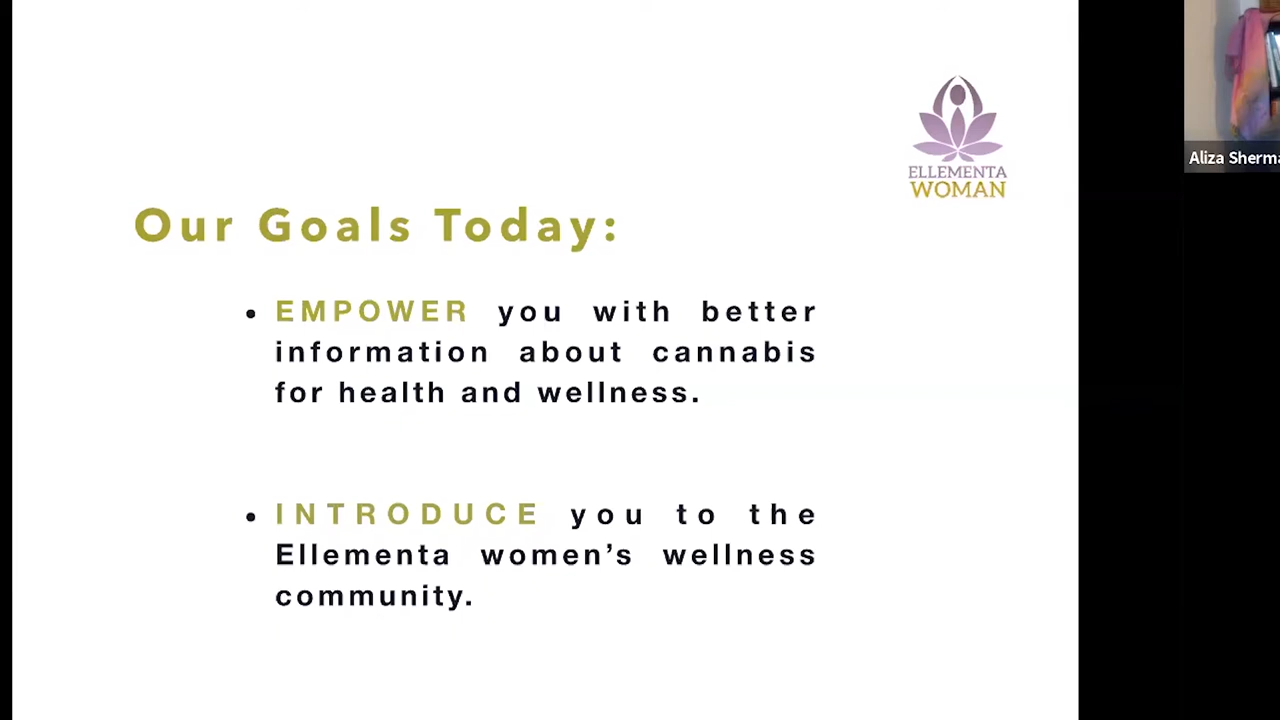 ELLEMENTA
WOMAN
Aliza Sherma
Our Goals Today:
• EMPOWER you with better
information about cannabis
for health and wellness.
• INTRODUCE you to the
Ellementa women’s wellness
community.